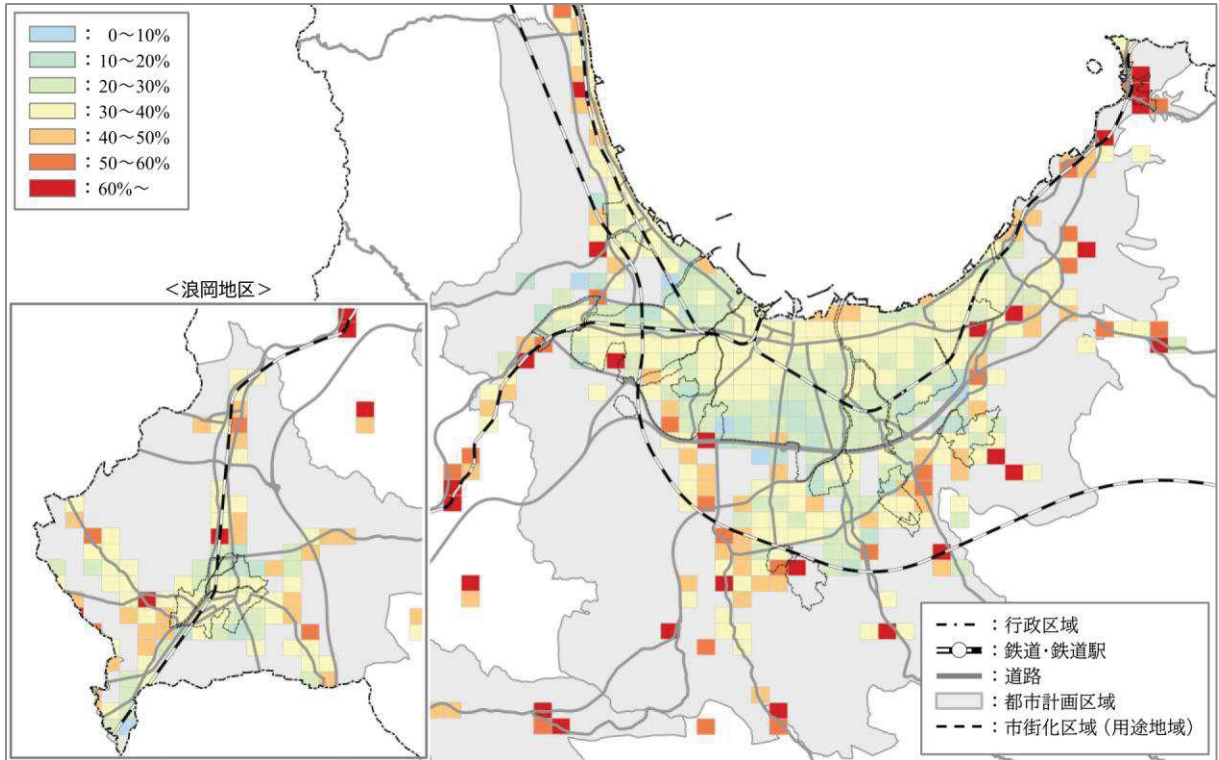 ： 0～10%
： 10～20%
： 20～30%
： 30～40%
： 40～50%
： 50～60%
： 60%～
＜浪岡地区＞
：行政区域
：鉄道・鉄道駅
：道路
：都市計画区域
：市街化区域（用途地域）